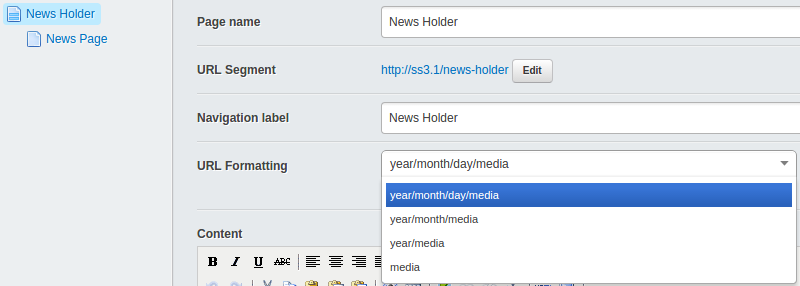 News Holder
News Page
Page name
News Holder
URL Segment
http://ss3.1/news-holder
Edit
Navigation label
News Holder
URL Formatting
year/month/day/media
year/month/day/media
year/month/media
year/media
media
Content
B I U ABC